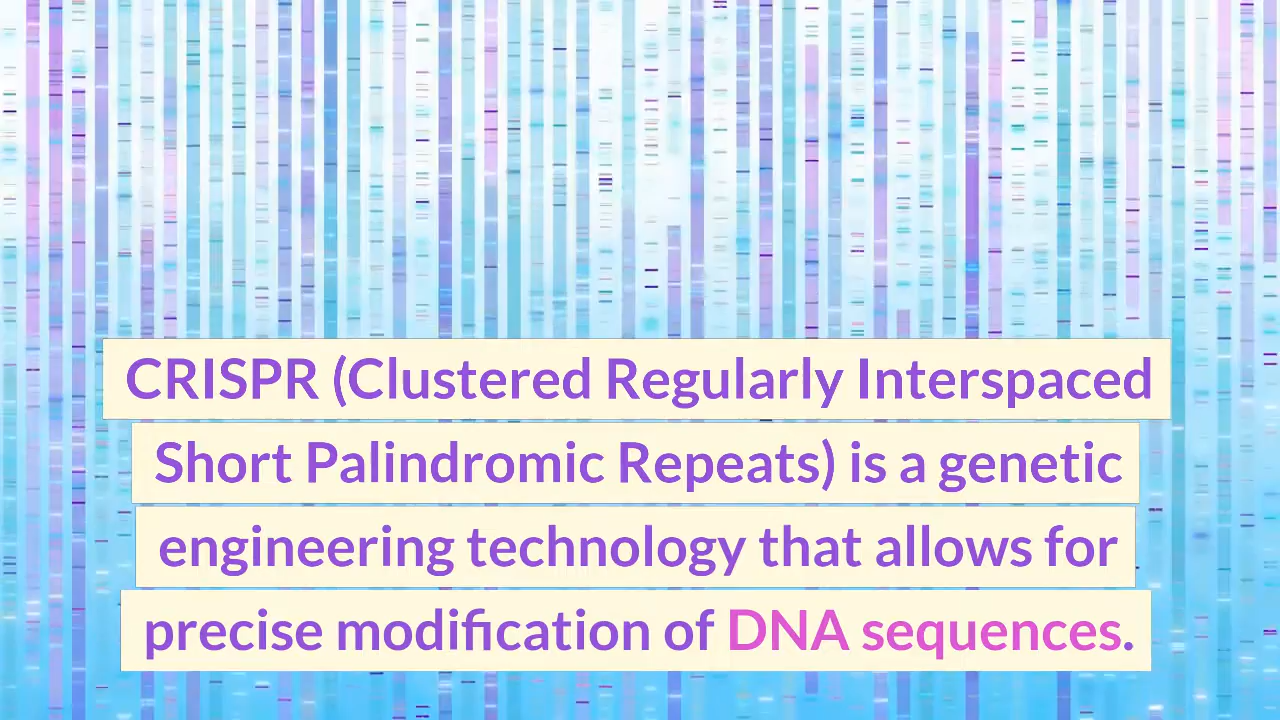 CRISPR (Clustered Regularly Interspaced
Short Palindromic Repeats) is a genetic
engineering technology that allows for
precise modification of DNA sequences.